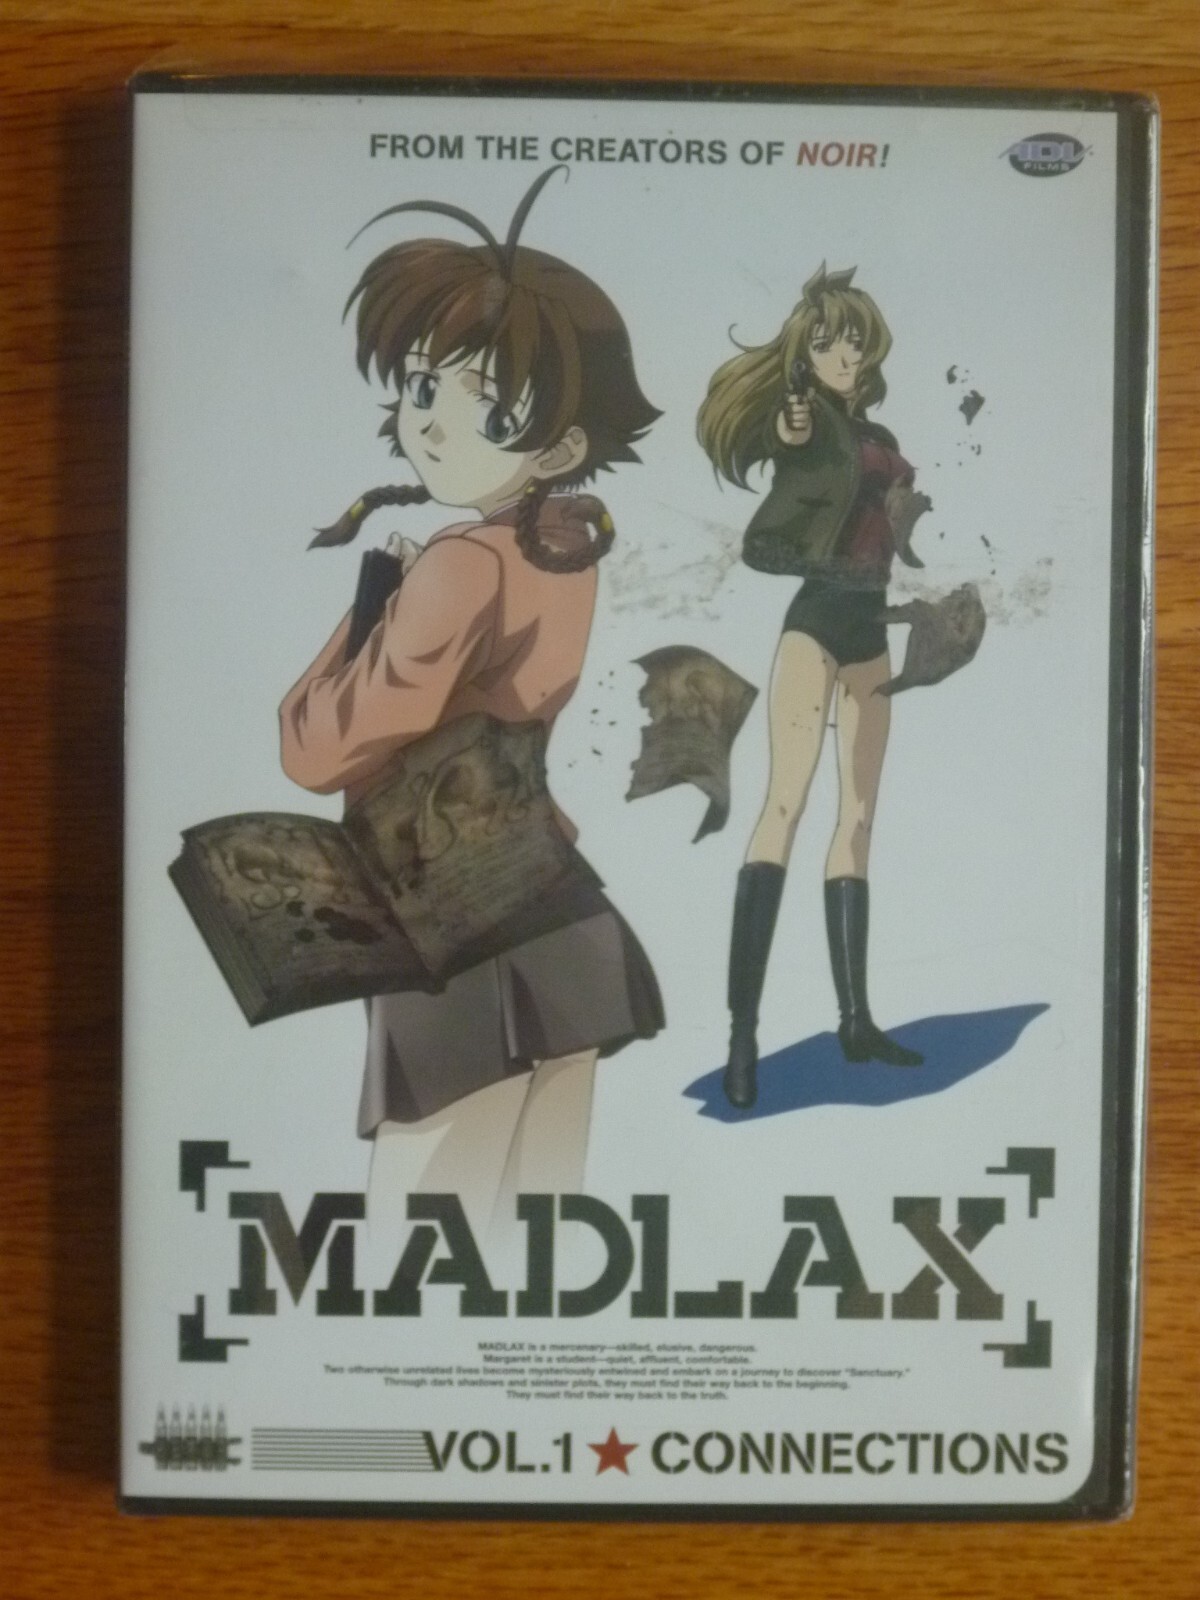 FROM THE CREATORS OF NOIR!
ADV FILMS
MADLAX
MADLAX is a mercenary—skilled, elusive, dangerous.
Margaret is a student—quiet, affluent, comfortable.
Two otherwise unrelated lives become mysteriously entwined and embark on a journey to discover "Sanctuary."
Through dark shadows and sinister plots, they must find their way back to the beginning.
They must find their way back to the truth.
VOL.1 ★ CONNECTIONS